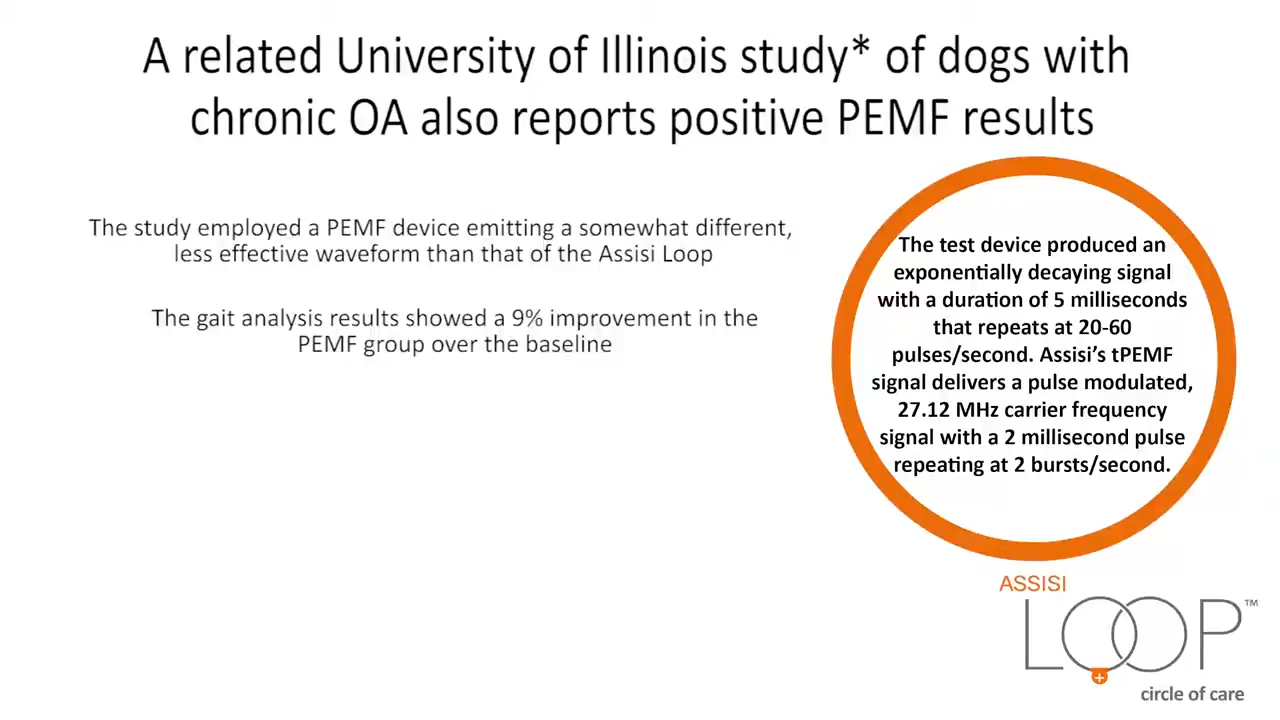 A related University of Illinois study* of dogs with
chronic OA also reports positive PEMF results
The study employed a PEMF device emitting a somewhat different,
less effective waveform than that of the Assisi Loop
The gait analysis results showed a 9% improvement in the
PEMF group over the baseline
The test device produced an
exponentially decaying signal
with a duration of 5 milliseconds
that repeats at 20-60
pulses/second. Assisi’s tPEMF
signal delivers a pulse modulated,
27.12 MHz carrier frequency
signal with a 2 millisecond pulse
repeating at 2 bursts/second.
ASSISI
LOOP™
circle of care